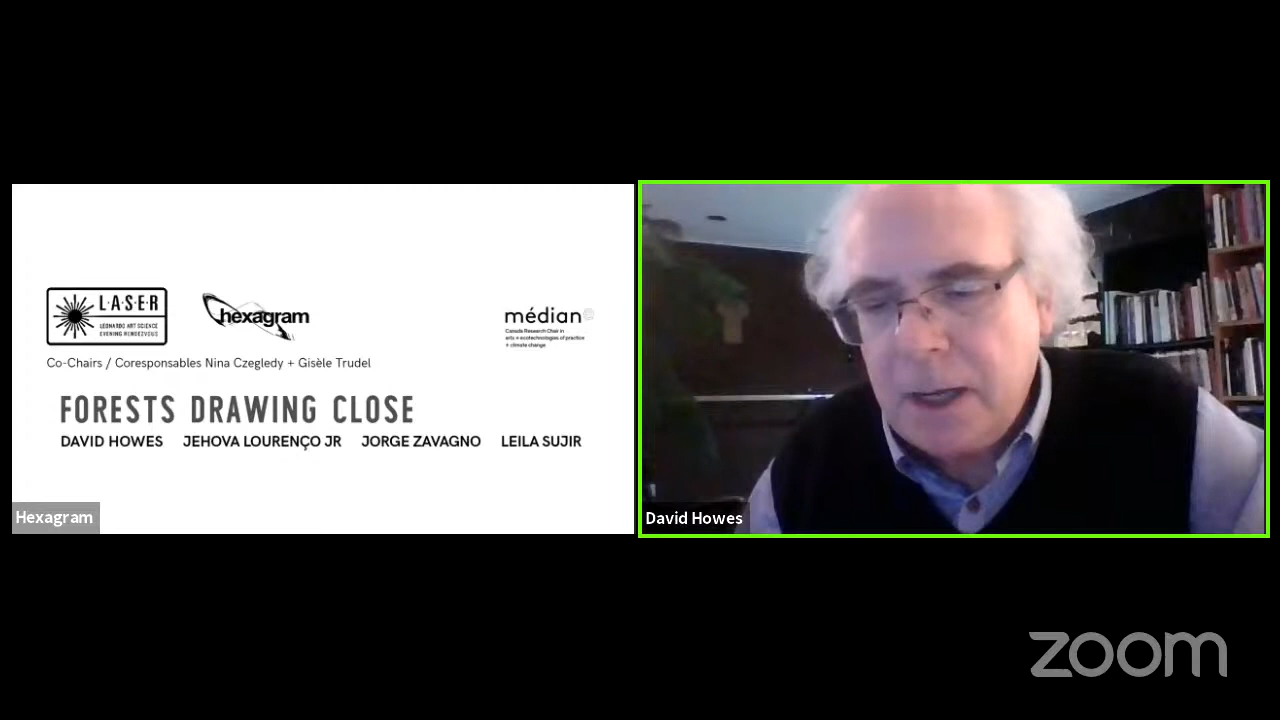 L.A.S.E.R
LEONARDO ART SCIENCE
EVENING RENDEZVOUS
hexagram
médiane
Canada Research Chair in
arts + ecotechnologies of practice
+ climate change
Co-Chairs / Coresponsables Nina Czegledy + Gisèle Trudel
FORESTS DRAWING CLOSE
DAVID HOWES JEHOVA LOURENÇO JR JORGE ZAVAGNO LEILA SUJIR
Hexagram
David Howes
zoom